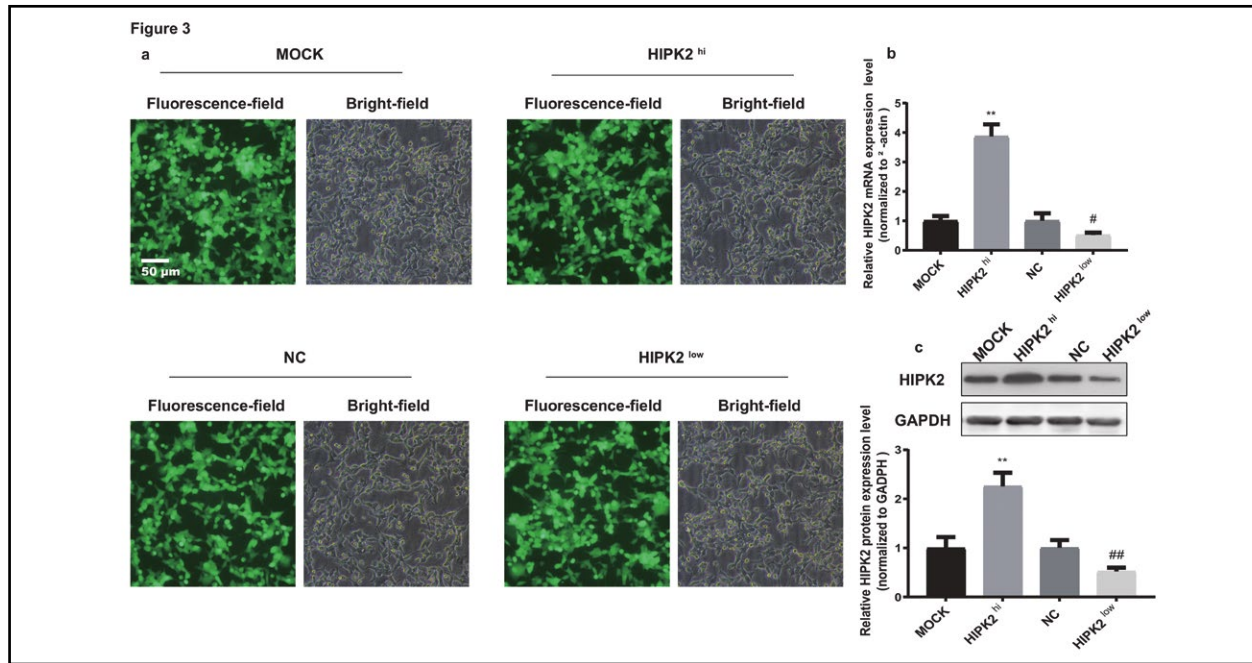 Figure 3
a
MOCK
HIPK2 hi
Fluorescence-field
Bright-field
Fluorescence-field
Bright-field
50 µm
NC
HIPK2 low
Fluorescence-field
Bright-field
Fluorescence-field
Bright-field
b
Relative HIPK2 mRNA expression level
(normalized to ² -actin)
5
4
3
2
1
0
**
#
MOCK
HIPK2 hi
NC
HIPK2 low
c
MOCK
HIPK2 hi
NC
HIPK2 low
HIPK2
GAPDH
Relative HIPK2 protein expression level
(normalized to GADPH )
3
2
1
0
**
##
MOCK
HIPK2 hi
NC
HIPK2 low